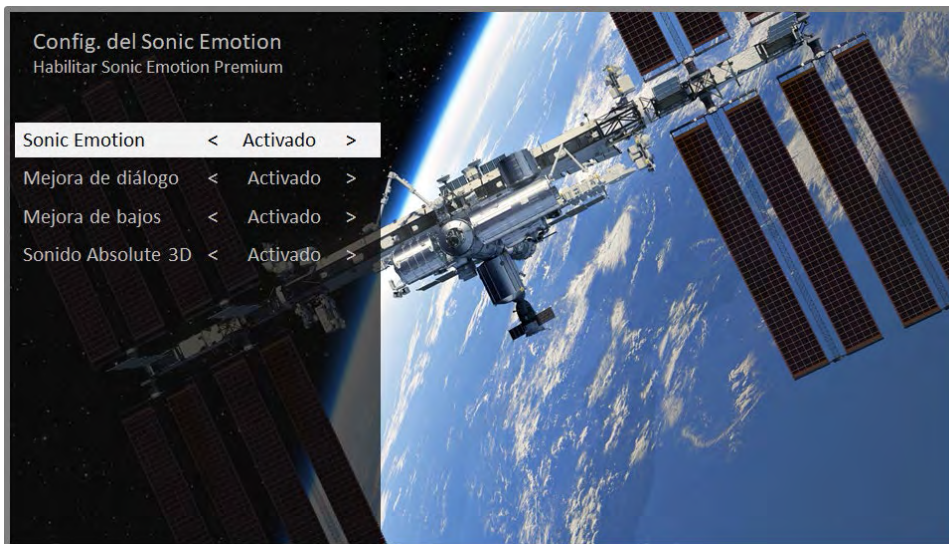 Config. del Sonic Emotion
Habilitar Sonic Emotion Premium
Sonic Emotion < Activado >
Mejora de diálogo < Activado >
Mejora de bajos < Activado >
Sonido Absolute 3D < Activado >